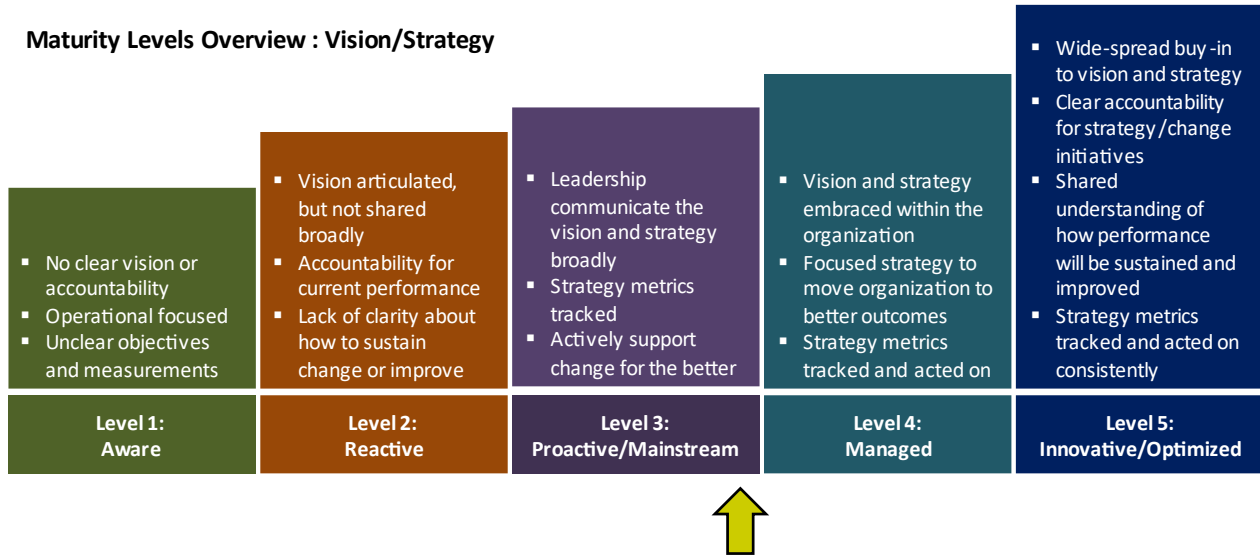 Maturity Levels Overview : Vision/Strategy
▪ No clear vision or
accountability
▪ Operational focused
▪ Unclear objectives
and measurements
Level 1:
Aware
▪ Vision articulated,
but not shared
broadly
▪ Accountability for
current performance
▪ Lack of clarity about
how to sustain
change or improve
Level 2:
Reactive
▪ Leadership
communicate the
vision and strategy
broadly
▪ Strategy metrics
tracked
▪ Actively support
change for the better
Level 3:
Proactive/Mainstream
▪ Vision and strategy
embraced within the
organization
▪ Focused strategy to
move organization to
better outcomes
▪ Strategy metrics
tracked and acted on
Level 4:
Managed
▪ Wide-spread buy-in
to vision and strategy
▪ Clear accountability
for strategy/change
initiatives
▪ Shared
understanding of
how performance
will be sustained and
improved
▪ Strategy metrics
tracked and acted on
consistently
Level 5:
Innovative/Optimized